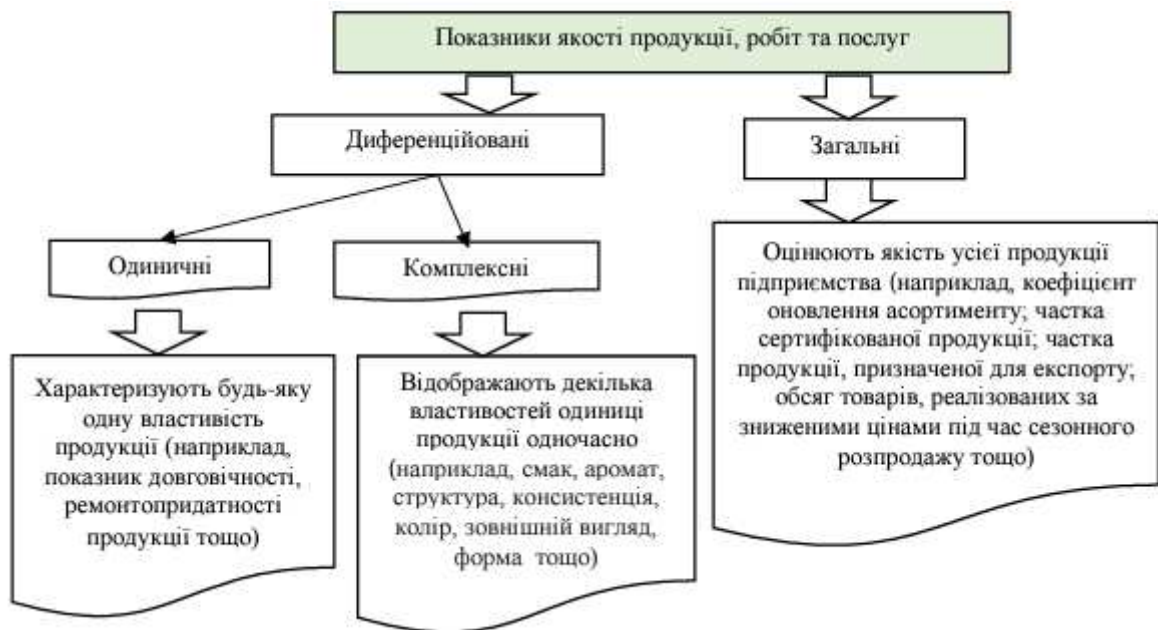 Показники якості продукції, робіт та послуг
Диференційовані
Загальні
Одиничні
Комплексні
Характеризують будь-яку
одну властивість
продукції (наприклад,
показник довговічності,
ремонтопридатності
продукції тощо)
Відображають декілька
властивостей одиниці
продукції одночасно
(наприклад, смак, аромат,
структура, консистенція,
колір, зовнішній вигляд,
форма тощо)
Оцінюють якість усієї продукції
підприємства (наприклад, коефіцієнт
оновлення асортименту; частка
сертифікованої продукції; частка
продукції, призначеної для експорту;
обсяг товарів, реалізованих за
зниженими цінами під час сезонного
розпродажу тощо)